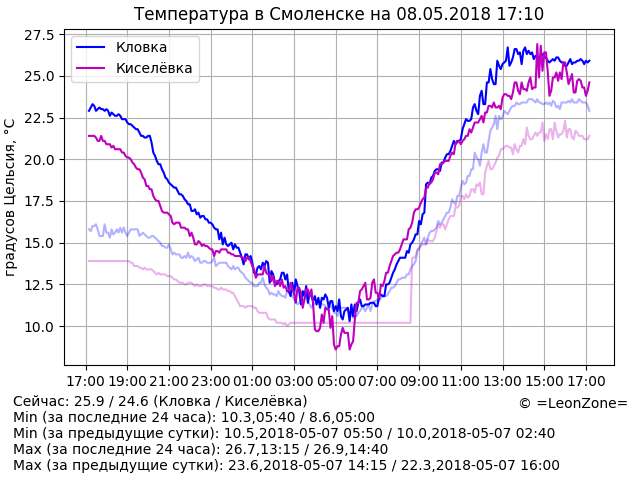 Температура в Смоленске на 08.05.2018 17:10
Кловка
Киселёвка
градусов Цельсия, °C
27.5
25.0
22.5
20.0
17.5
15.0
12.5
10.0
17:00 19:00 21:00 23:00 01:00 03:00 05:00 07:00 09:00 11:00 13:00 15:00 17:00
Сейчас: 25.9 / 24.6 (Кловка / Киселёвка)
© =LeonZone=
Min (за последние 24 часа): 10.3,05:40 / 8.6,05:00
Min (за предыдущие сутки): 10.5,2018-05-07 05:50 / 10.0,2018-05-07 02:40
Max (за последние 24 часа): 26.7,13:15 / 26.9,14:40
Max (за предыдущие сутки): 23.6,2018-05-07 14:15 / 22.3,2018-05-07 16:00